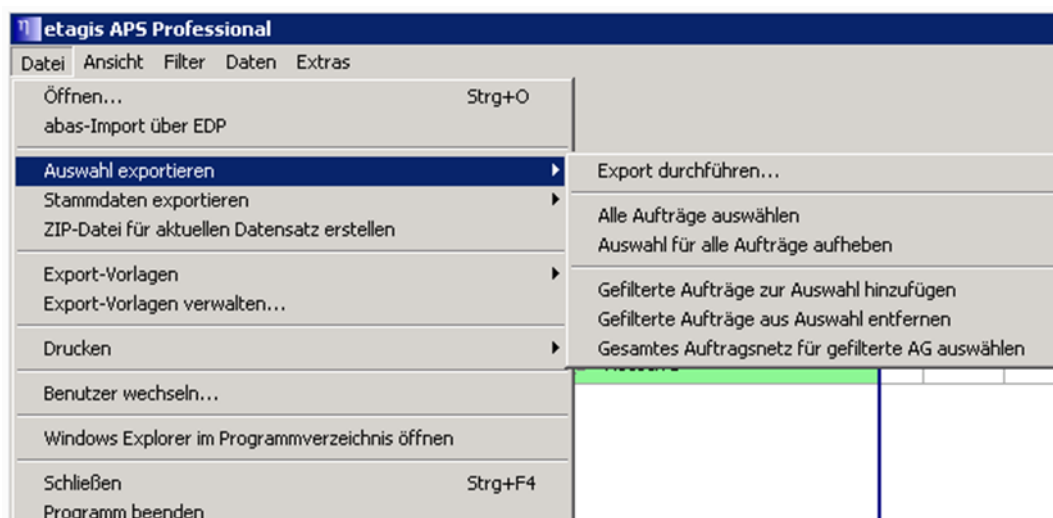 etagis APS Professional
Datei Ansicht Filter Daten Extras
Öffnen... Strg+O
abas-Import über EDP
Auswahl exportieren
Export durchführen...
Stammdaten exportieren
Alle Aufträge auswählen
ZIP-Datei für aktuellen Datensatz erstellen
Auswahl für alle Aufträge aufheben
Export-Vorlagen
Gefilterte Aufträge zur Auswahl hinzufügen
Export-Vorlagen verwalten...
Gefilterte Aufträge aus Auswahl entfernen
Drucken
Gesamtes Auftragsnetz für gefilterte AG auswählen
Benutzer wechseln...
Windows Explorer im Programmverzeichnis öffnen
Schließen Strg+F4
Programm beenden